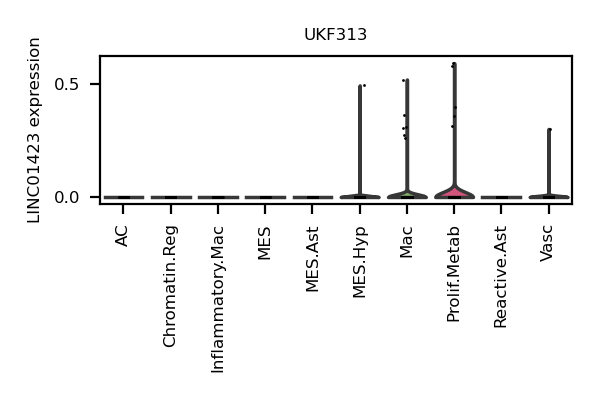 UKF313
LINC01423 expression
0.5
0.0
AC
Chromatin.Reg
Inflammatory.Mac
MES
MES.Ast
MES.Hyp
Mac
Prolif.Metab
Reactive.Ast
Vasc